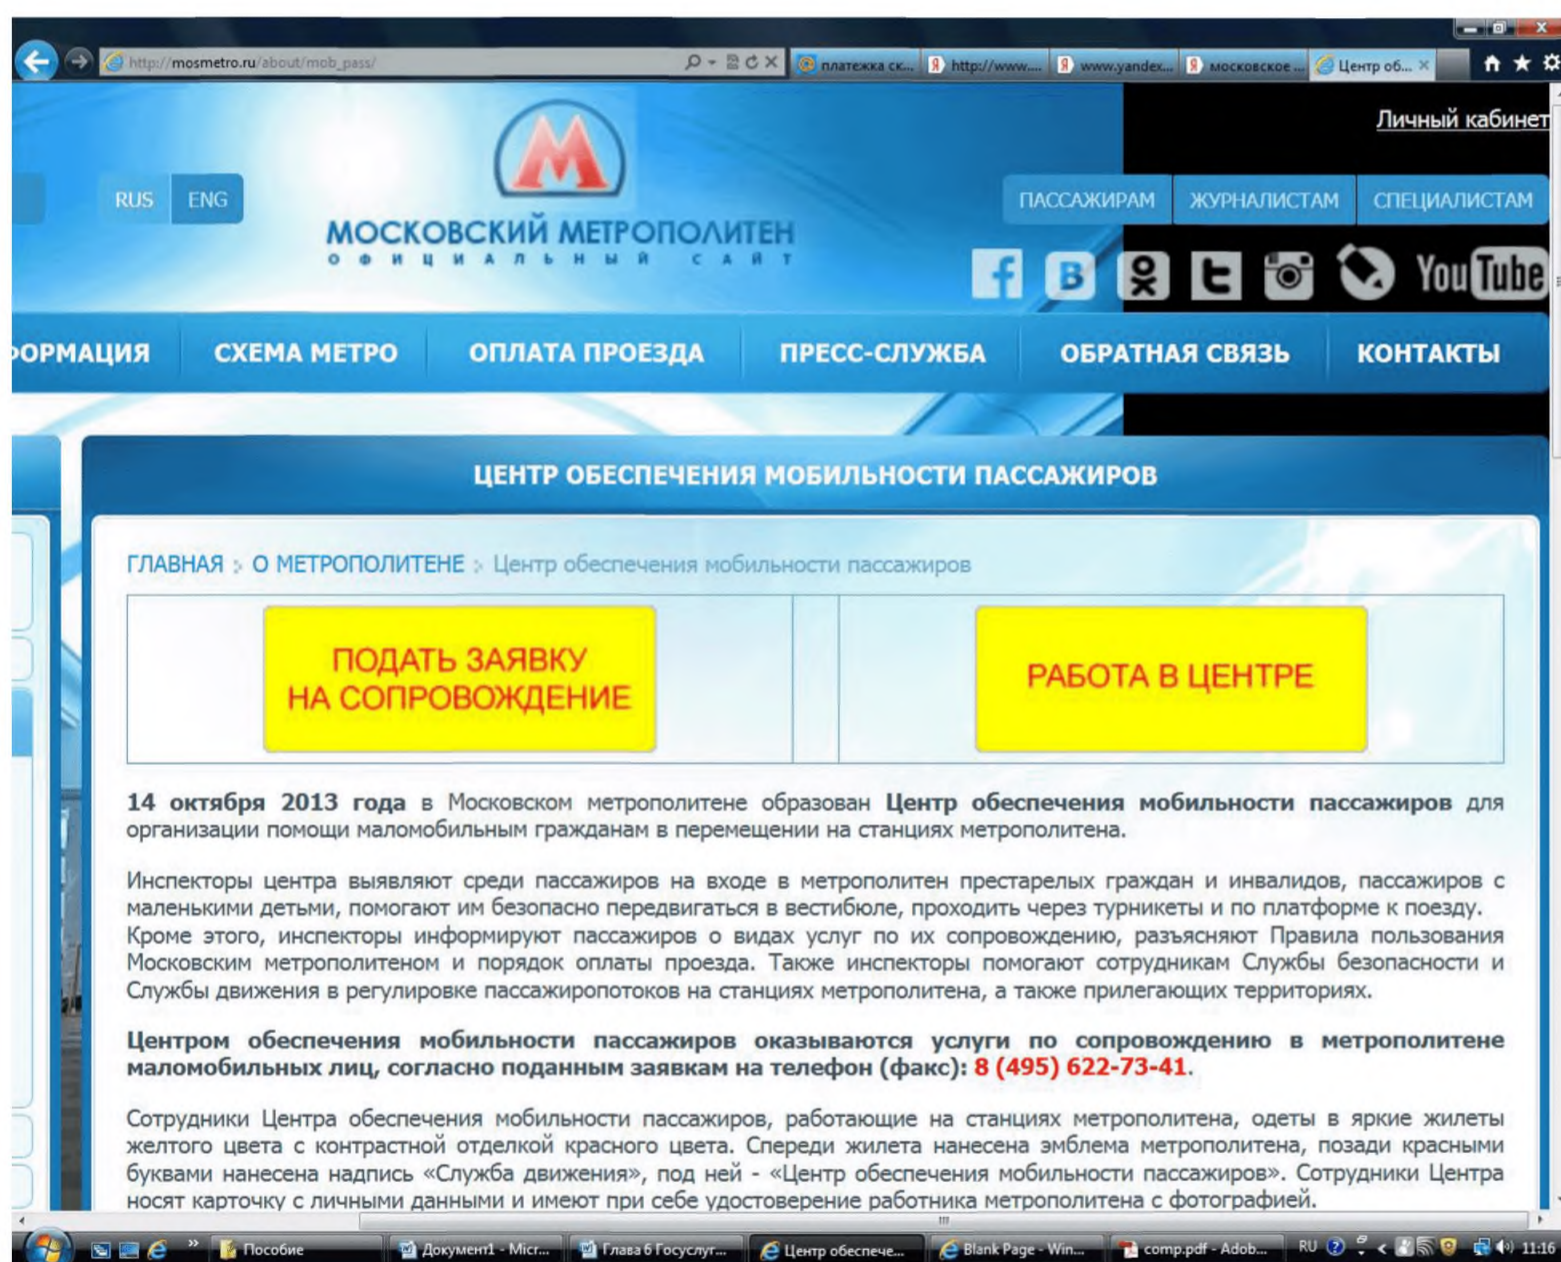 http://mosmetro.ru/about/mob_pass/
платежка ск...
http://www....
www.yandex...
московское ...
Центр об...
Личный кабинет
RUS ENG
ПАССАЖИРАМ ЖУРНАЛИСТАМ СПЕЦИАЛИСТАМ
МОСКОВСКИЙ МЕТРОПОЛИТЕН
ОФИЦИАЛЬНЫЙ САЙТ
You Tube
ОРМАЦИЯ СХЕМА МЕТРО ОПЛАТА ПРОЕЗДА ПРЕСС-СЛУЖБА ОБРАТНАЯ СВЯЗЬ КОНТАКТЫ
ЦЕНТР ОБЕСПЕЧЕНИЯ МОБИЛЬНОСТИ ПАССАЖИРОВ
ГЛАВНАЯ О МЕТРОПОЛИТЕНЕ Центр обеспечения мобильности пассажиров
ПОДАТЬ ЗАЯВКУ
НА СОПРОВОЖДЕНИЕ
РАБОТА В ЦЕНТРЕ
14 октября 2013 года в Московском метрополитене образован Центр обеспечения мобильности пассажиров для
организации помощи маломобильным гражданам в перемещении на станциях метрополитена.
Инспекторы центра выявляют среди пассажиров на входе в метрополитен престарелых граждан и инвалидов, пассажиров с
маленькими детьми, помогают им безопасно передвигаться в вестибюле, проходить через турникеты и по платформе к поезду.
Кроме этого, инспекторы информируют пассажиров о видах услуг по их сопровождению, разъясняют Правила пользования
Московским метрополитеном и порядок оплаты проезда. Также инспекторы помогают сотрудникам Службы безопасности и
Службы движения в регулировке пассажиропотоков на станциях метрополитена, а также прилегающих территориях.
Центром обеспечения мобильности пассажиров оказываются услуги по сопровождению в метрополитене
маломобильных лиц, согласно поданным заявкам на телефон (факс): 8 (495) 622-73-41.
Сотрудники Центра обеспечения мобильности пассажиров, работающие на станциях метрополитена, одеты в яркие жилеты
желтого цвета с контрастной отделкой красного цвета. Спереди жилета нанесена эмблема метрополитена, позади красными
буквами нанесена надпись «Служба движения», под ней - «Центр обеспечения мобильности пассажиров». Сотрудники Центра
носят карточку с личными данными и имеют при себе удостоверение работника метрополитена с фотографией.
Пособие
Документ1 - Micr...
Глава 6 Госуслуг...
Центр обеспече...
Blank Page - Win...
comp.pdf - Adob...
RU
11:16